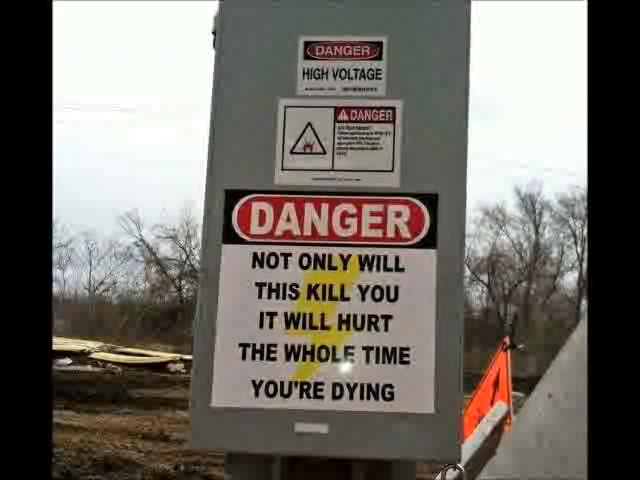 DANGER
HIGH VOLTAGE
DANGER
DANGER
NOT ONLY WILL
THIS KILL YOU
IT WILL HURT
THE WHOLE TIME
YOU'RE DYING